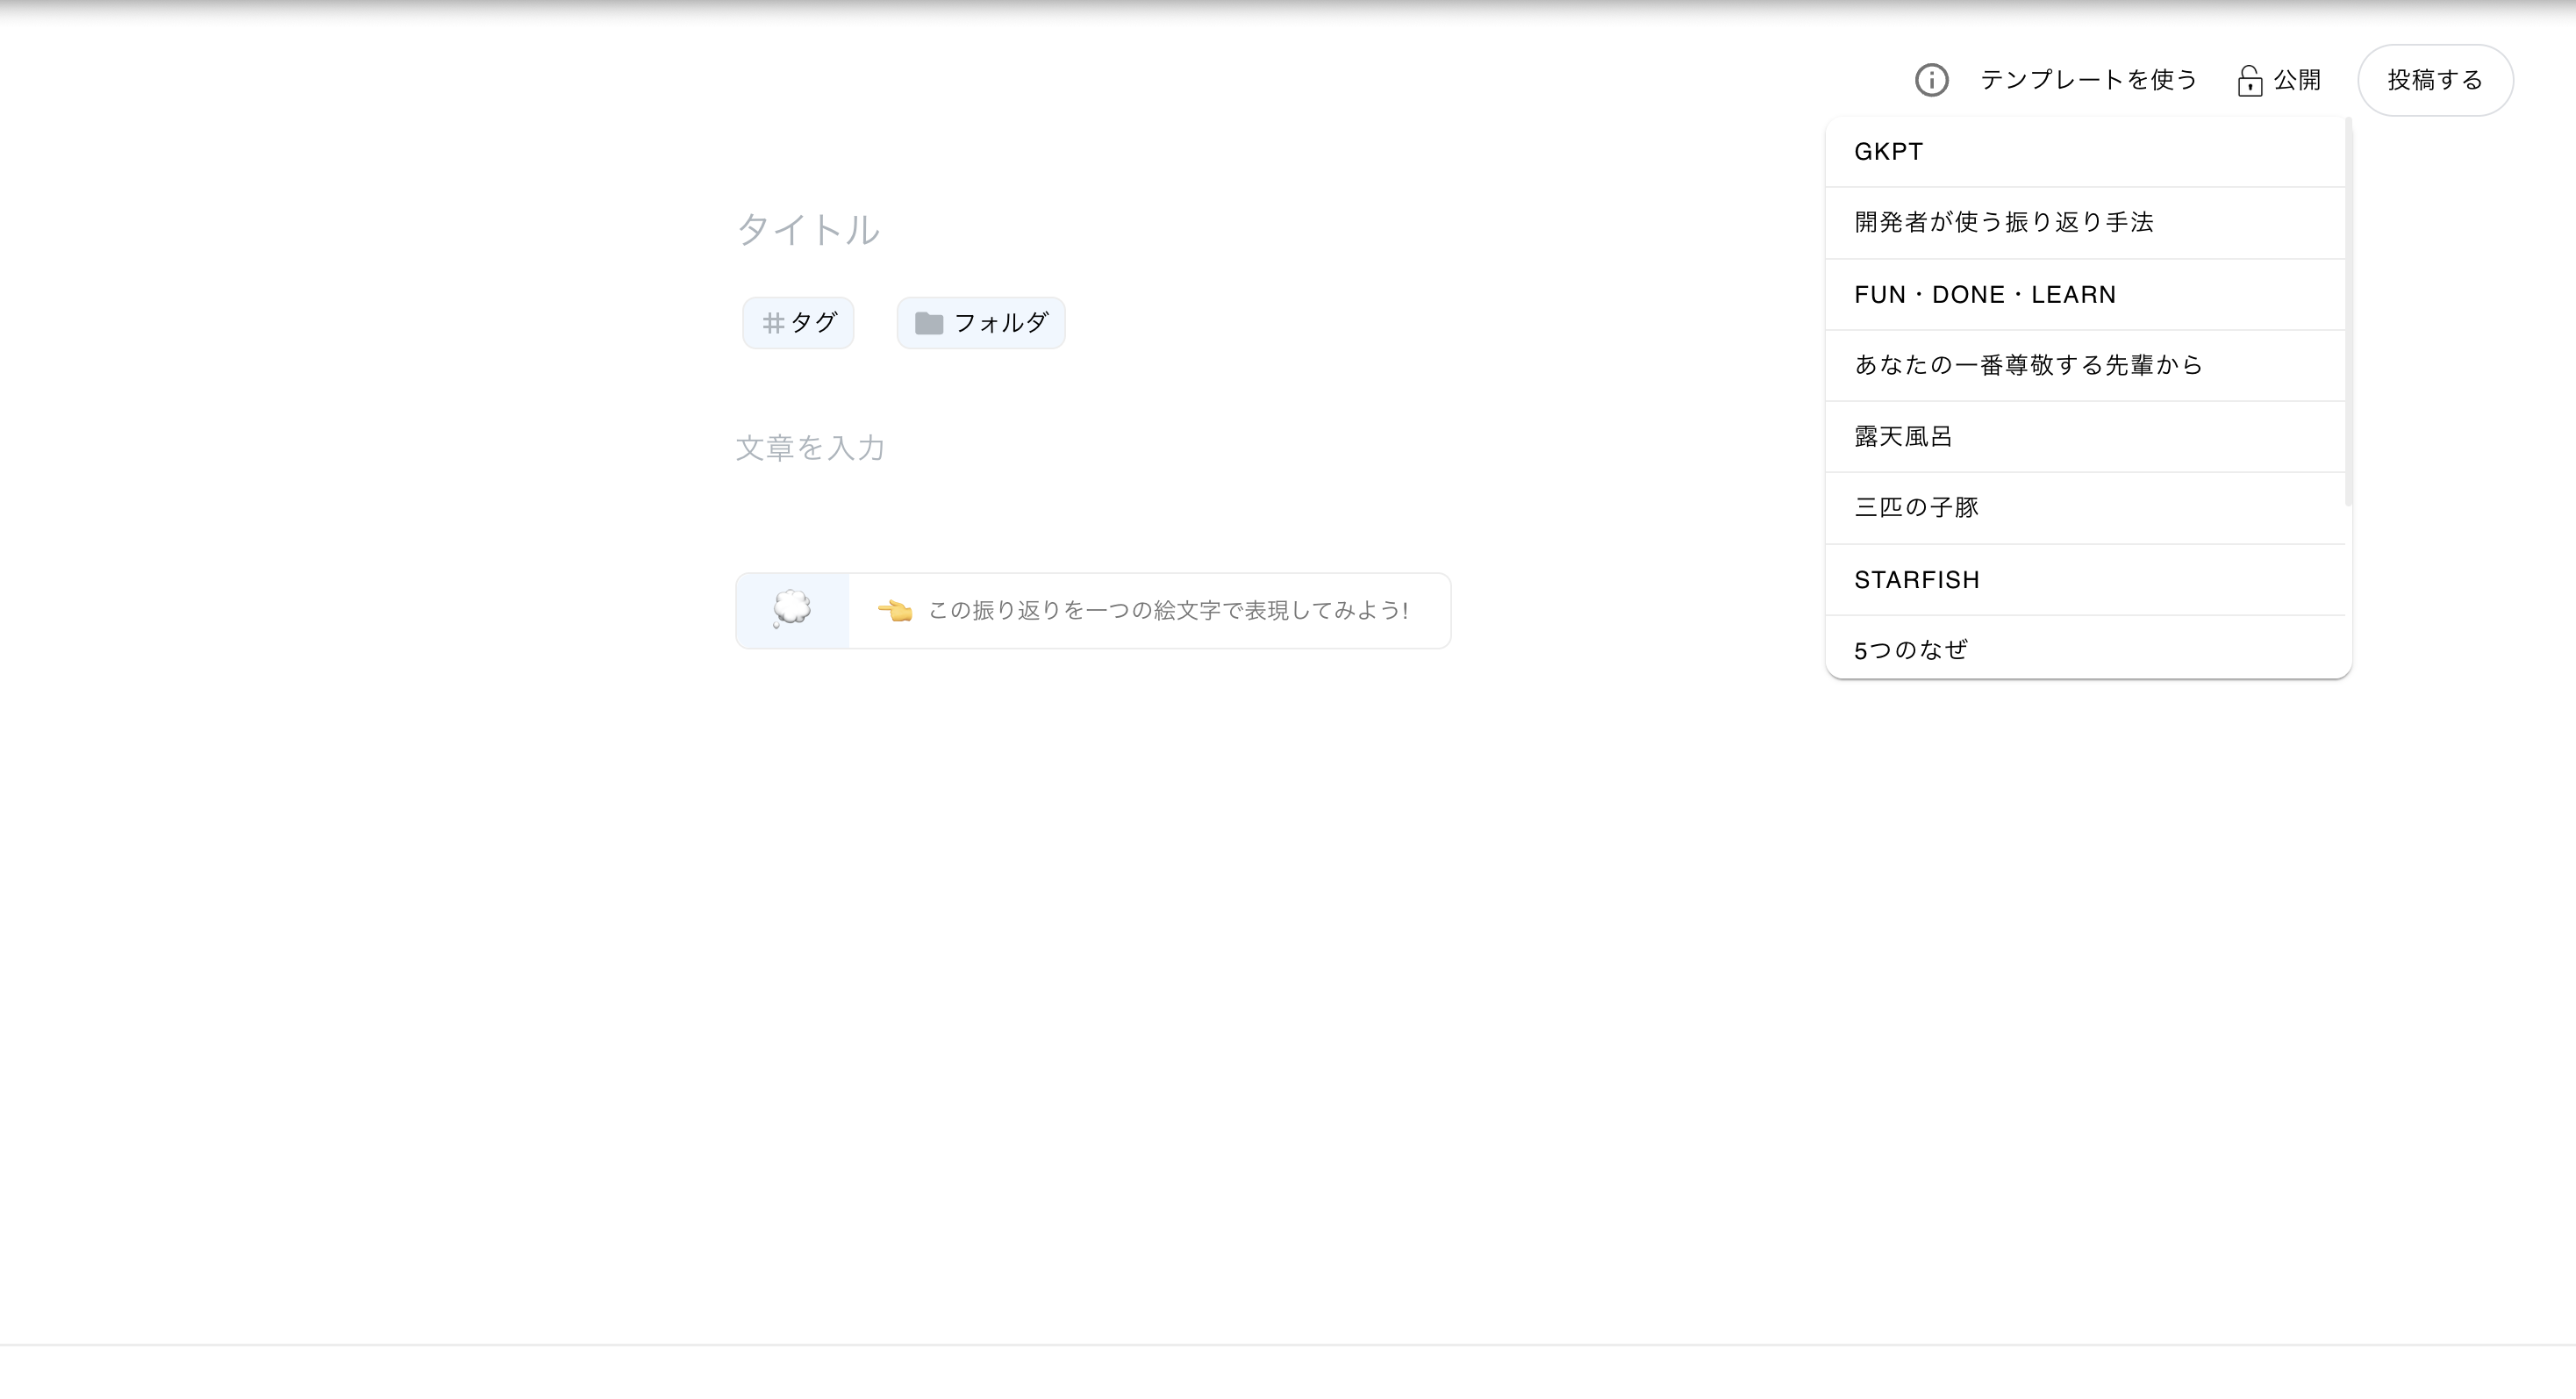 テンプレートを使う 公開 投稿する
GKPT
開発者が使う振り返り手法
FUN・DONE・LEARN
あなたの一番尊敬する先輩から
露天風呂
三匹の子豚
STARFISH
5つのなぜ
タイトル
#タグ フォルダ
文章を入力
この振り返りを一つの絵文字で表現してみよう!